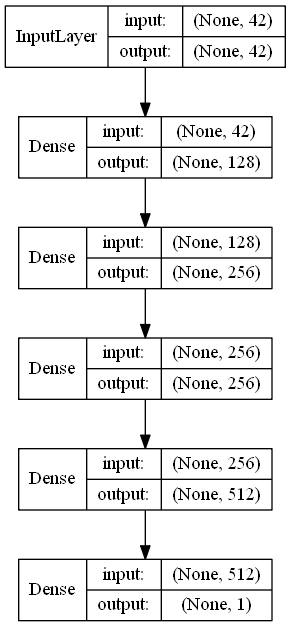 InputLayer input: (None, 42)
output: (None, 42)
Dense input: (None, 42)
output: (None, 128)
Dense input: (None, 128)
output: (None, 256)
Dense input: (None, 256)
output: (None, 256)
Dense input: (None, 256)
output: (None, 512)
Dense input: (None, 512)
output: (None, 1)